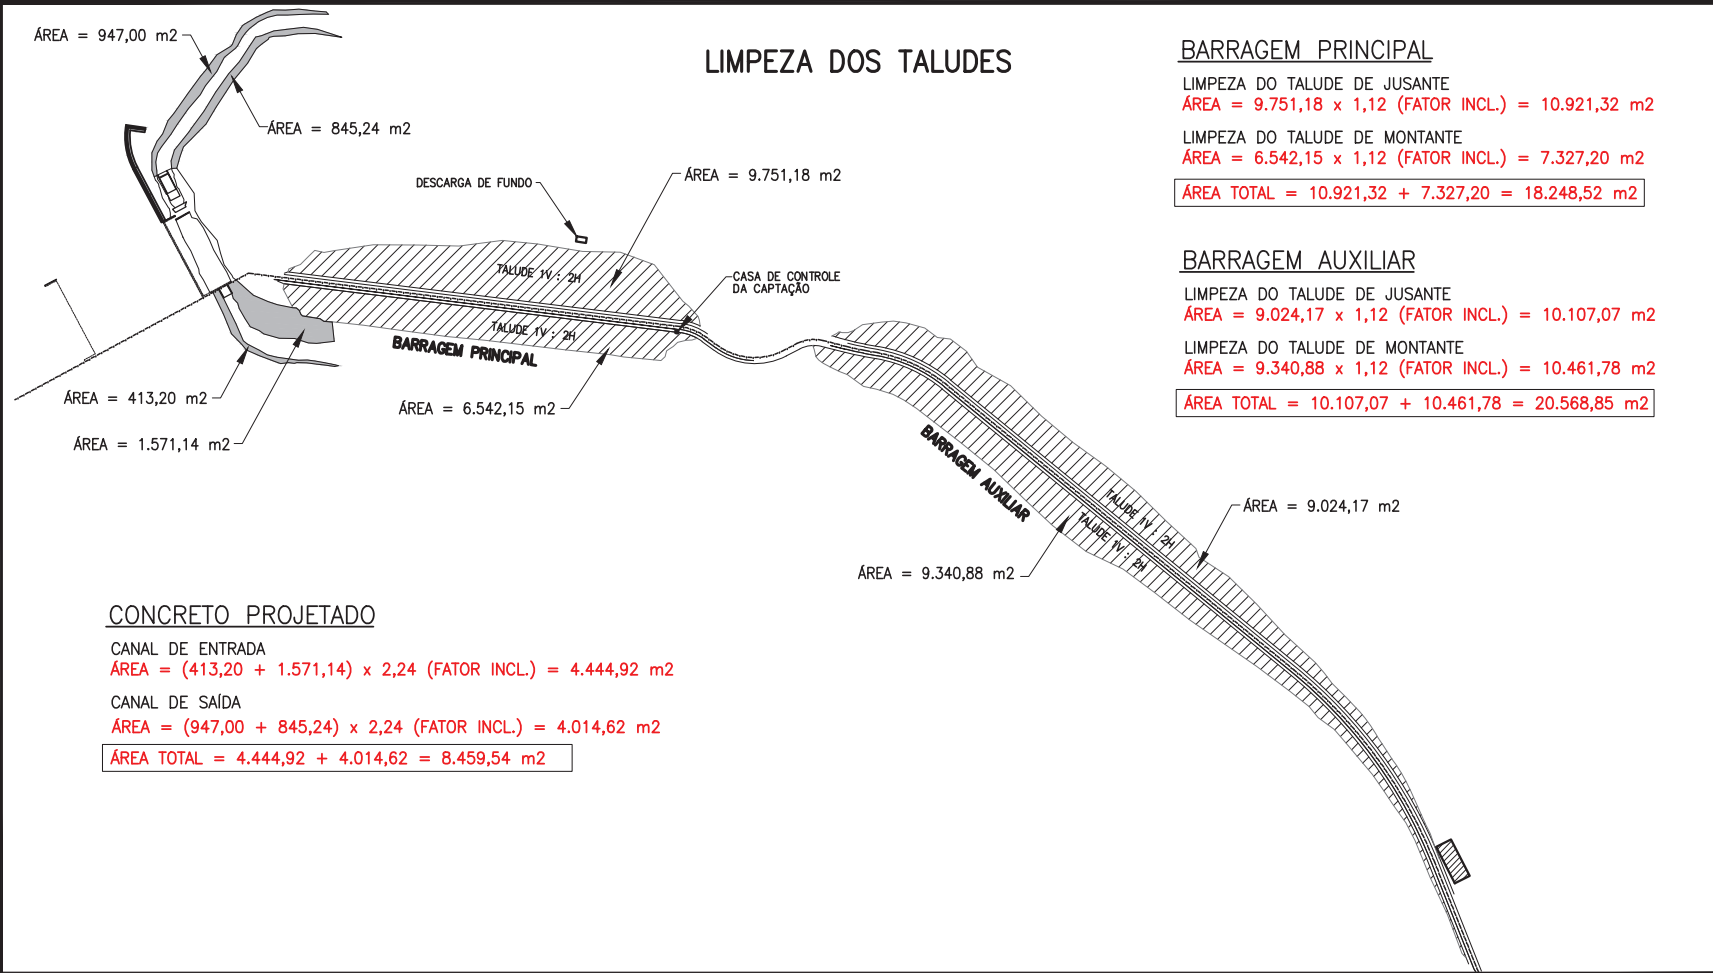 LIMPEZA DOS TALUDES
ÁREA = 947,00 m2
ÁREA = 845,24 m2
DESCARGA DE FUNDO
ÁREA = 9.751,18 m2
TALUDE 1V : 2H
CASA DE CONTROLE
DA CAPTAÇÃO
TALUDE 1V : 2H
BARRAGEM PRINCIPAL
ÁREA = 413,20 m2
ÁREA = 6.542,15 m2
ÁREA = 1.571,14 m2
BARRAGEM AUXILIAR
TALUDE 1V : 2H
TALUDE 1V : 2H
ÁREA = 9.024,17 m2
ÁREA = 9.340,88 m2
BARRAGEM PRINCIPAL
LIMPEZA DO TALUDE DE JUSANTE
ÁREA = 9.751,18 x 1,12 (FATOR INCL.) = 10.921,32 m2
LIMPEZA DO TALUDE DE MONTANTE
ÁREA = 6.542,15 x 1,12 (FATOR INCL.) = 7.327,20 m2
ÁREA TOTAL = 10.921,32 + 7.327,20 = 18.248,52 m2
BARRAGEM AUXILIAR
LIMPEZA DO TALUDE DE JUSANTE
ÁREA = 9.024,17 x 1,12 (FATOR INCL.) = 10.107,07 m2
LIMPEZA DO TALUDE DE MONTANTE
ÁREA = 9.340,88 x 1,12 (FATOR INCL.) = 10.461,78 m2
ÁREA TOTAL = 10.107,07 + 10.461,78 = 20.568,85 m2
CONCRETO PROJETADO
CANAL DE ENTRADA
ÁREA = (413,20 + 1.571,14) x 2,24 (FATOR INCL.) = 4.444,92 m2
CANAL DE SAÍDA
ÁREA = (947,00 + 845,24) x 2,24 (FATOR INCL.) = 4.014,62 m2
ÁREA TOTAL = 4.444,92 + 4.014,62 = 8.459,54 m2